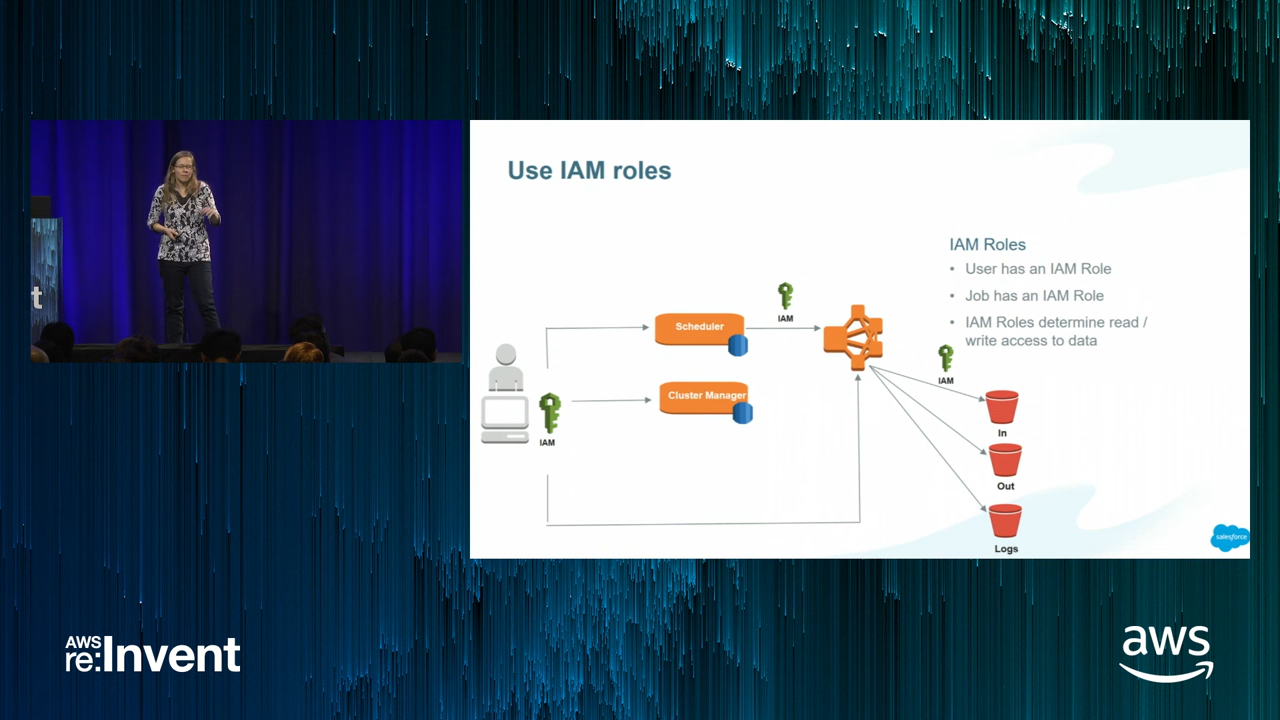 Use IAM roles
IAM Roles
• User has an IAM Role
• Job has an IAM Role
• IAM Roles determine read /
write access to data
IAM
Scheduler
Cluster Manager
IAM
IAM
In
Out
Logs
salesforce
t
AWS
re:Invent
aws